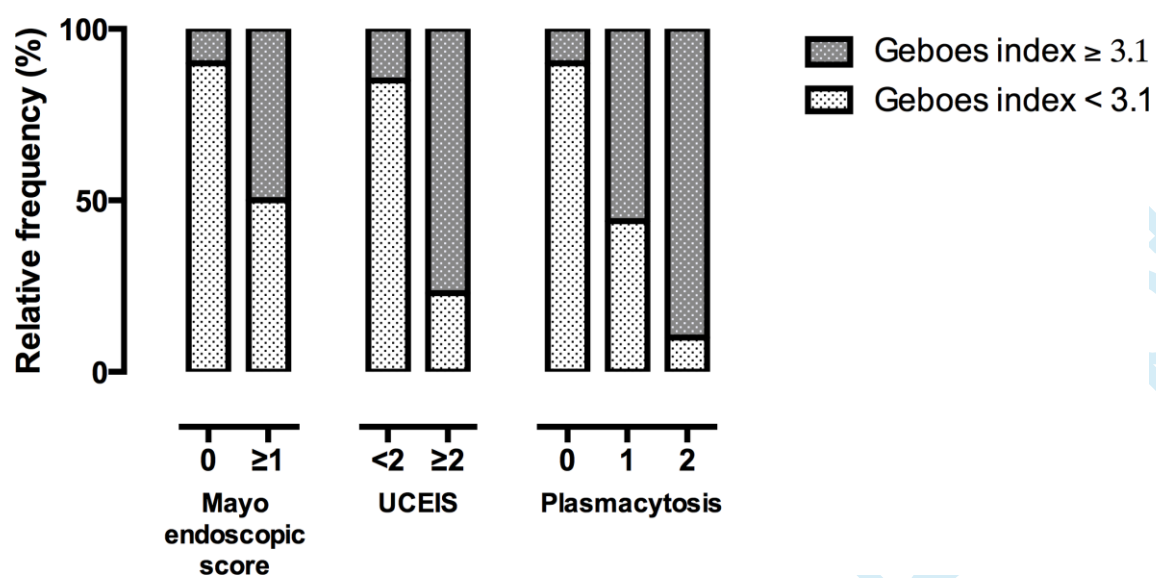 Relative frequency (%)
100
50
0
Geboes index ≥ 3.1
Geboes index < 3.1
0 ≥1 <2 ≥2 0 1 2
Mayo
endoscopic
score
UCEIS
Plasmacytosis